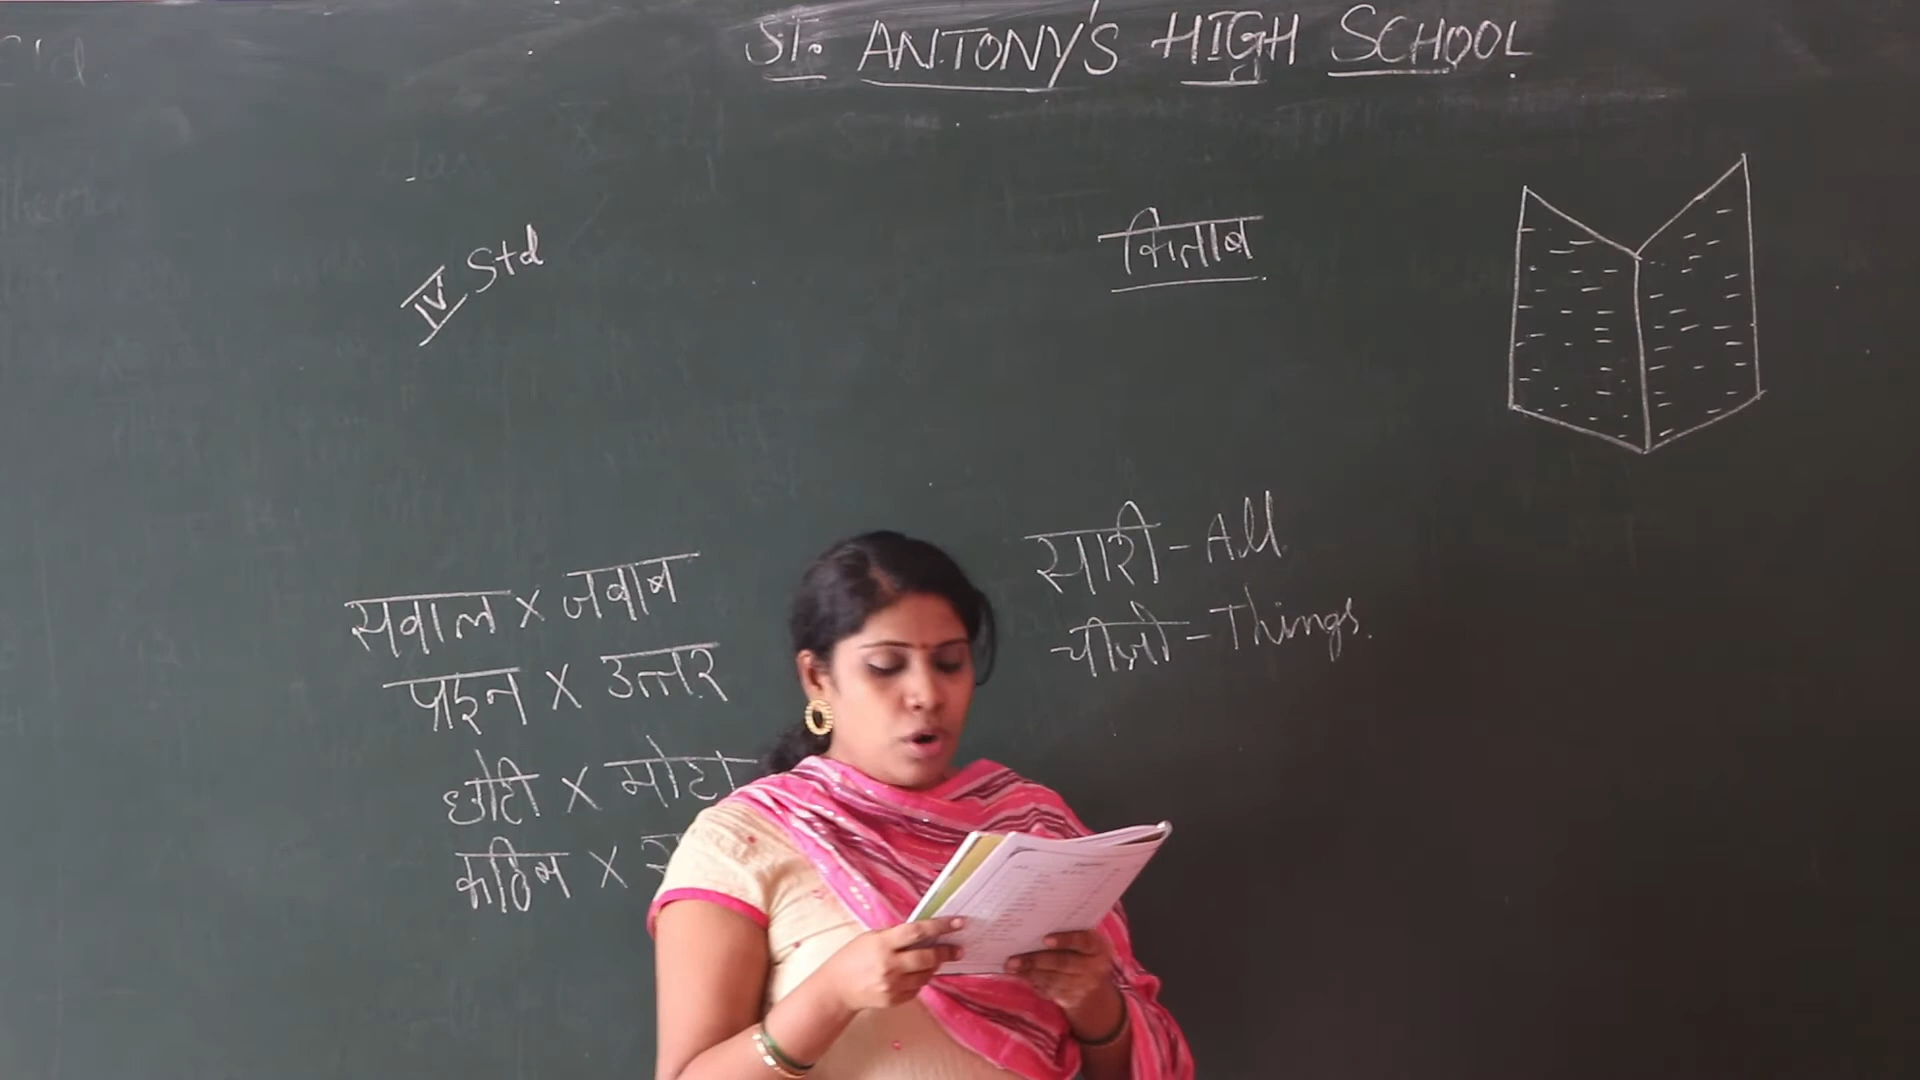 ST. ANTONY'S HIGH SCHOOL
IV Std
किताब
सारी - All
चीज़ो - Things.
सवाल x जवाब
प्रश्न x उत्तर
छोटी x मोटा
कठिन x